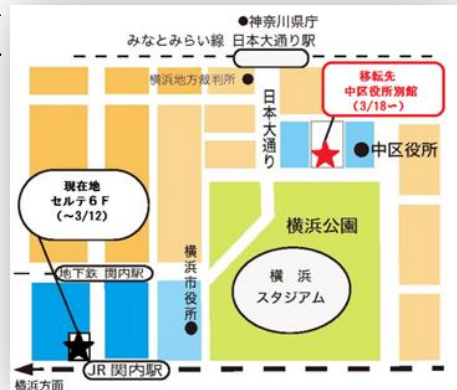 ●神奈川県庁
みなとみらい線 日本大通り駅
横浜地方裁判所●
日本大通り
移転先
中区役所別館
(3/18~)
●中区役所
現在地
セルテ6F
(~3/12)
横浜公園
横浜
スタジアム
横浜市役所●
地下鉄 関内駅
JR 関内駅
横浜方面